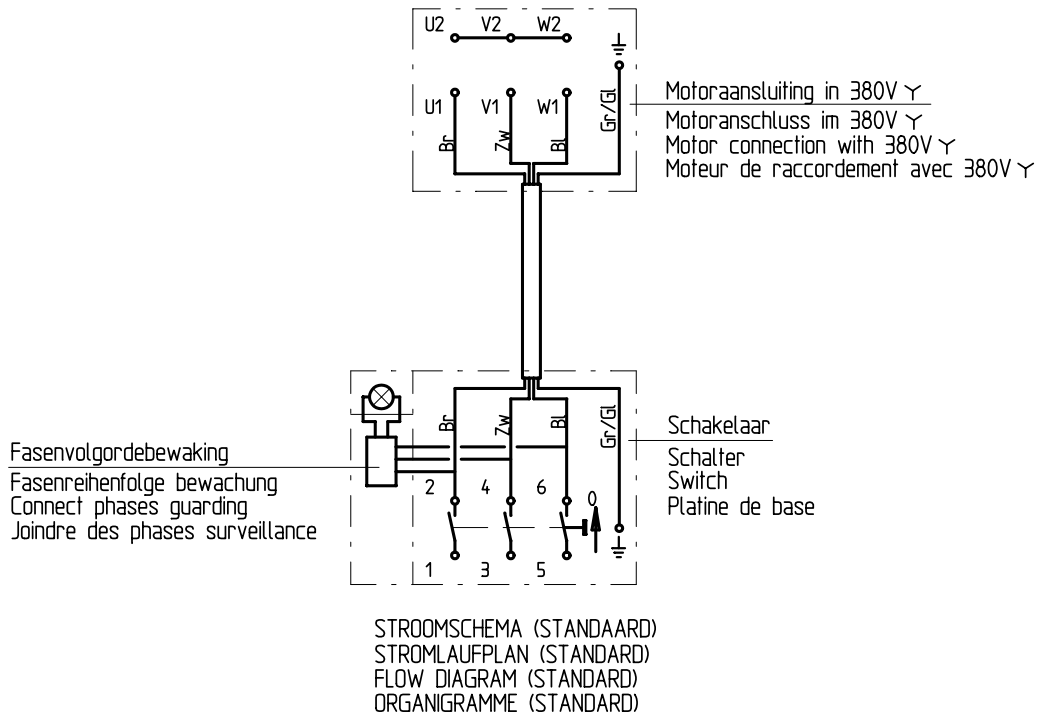 U2 V2 W2
U1 V1 W1
Br Zw Bl Gr/Gl
Motoraansluiting in 380V
Motoranschluss im 380V
Motor connection with 380V
Moteur de raccordement avec 380V
Br Zw Bl Gr/Gl
Schakelaar
Schalter
Switch
Platine de base
Fasenvolgordebewaking
Fasenreihenfolge bewachung
Connect phases guarding
Joindre des phases surveillance
2 4 6 0
1 3 5
STROOMSCHEMA (STANDAARD)
STROMLAUFPLAN (STANDARD)
FLOW DIAGRAM (STANDARD)
ORGANIGRAMME (STANDARD)